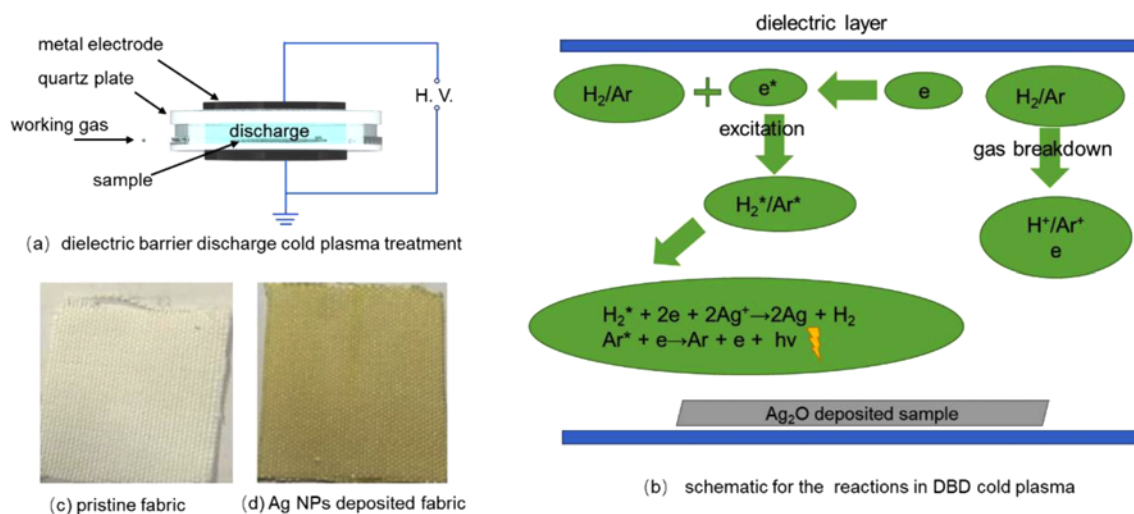 metal electrode
quartz plate
working gas
sample
discharge
H. V.
(a) dielectric barrier discharge cold plasma treatment
(c) pristine fabric
(d) Ag NPs deposited fabric
dielectric layer
H₂/Ar + e* e H₂/Ar
excitation
gas breakdown
H₂*/Ar*
H⁺/Ar⁺
e
H₂* + 2e + 2Ag⁺→2Ag + H₂
Ar* + e→Ar + e + hv
Ag₂O deposited sample
(b) schematic for the reactions in DBD cold plasma